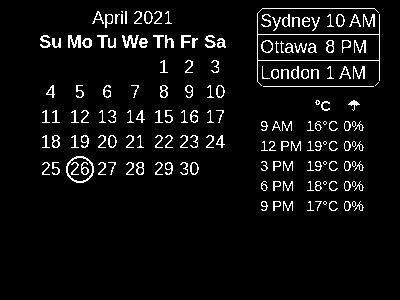 April 2021
Su Mo Tu We Th Fr Sa
1 2 3
4 5 6 7 8 9 10
11 12 13 14 15 16 17
18 19 20 21 22 23 24
25 26 27 28 29 30
Sydney 10 AM
Ottawa 8 PM
London 1 AM
°C ☂
9 AM 16°C 0%
12 PM 19°C 0%
3 PM 19°C 0%
6 PM 18°C 0%
9 PM 17°C 0%